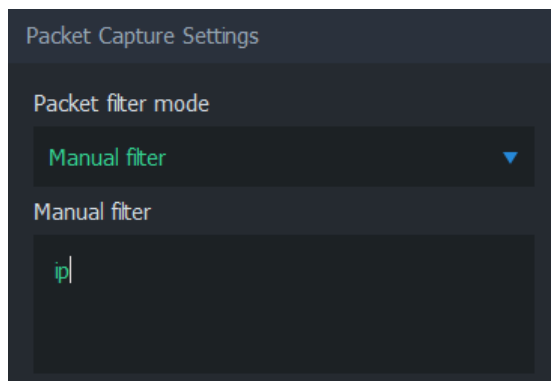 Packet Capture Settings
Packet filter mode
Manual filter
Manual filter
ip